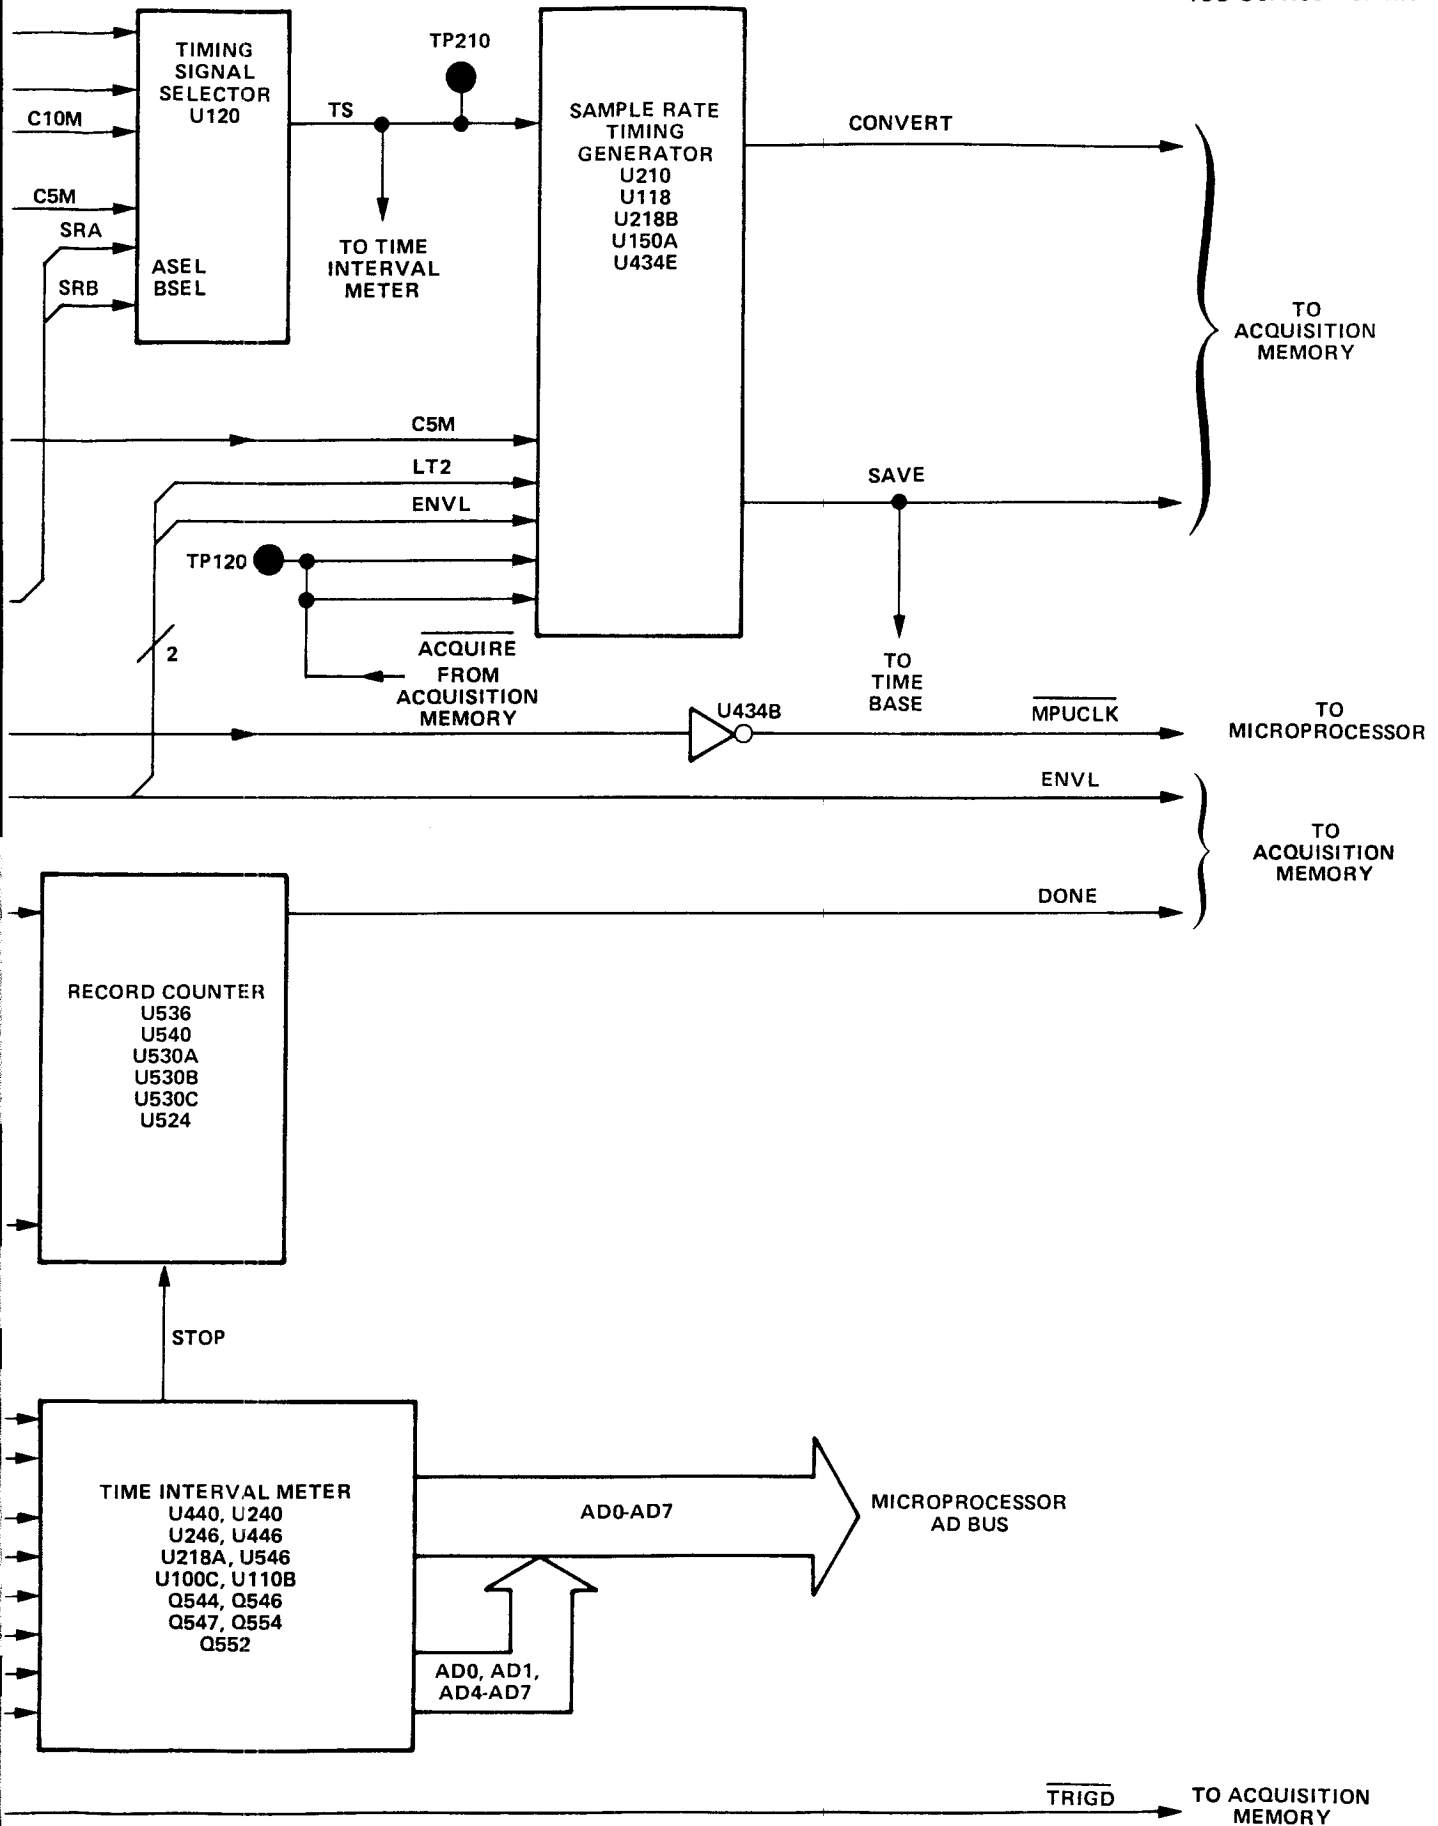 TP210
TIMING
SIGNAL
SELECTOR
U120
C10M
TS
C5M
SRA
SRB
ASEL
BSEL
TO TIME
INTERVAL
METER
SAMPLE RATE
TIMING
GENERATOR
U210
U118
U218B
U150A
U434E
CONVERT
TO
ACQUISITION
MEMORY
C5M
LT2
ENVL
TP120
SAVE
2
ACQUIRE
FROM
ACQUISITION
MEMORY
TO
TIME
BASE
U434B
MPUCLK
TO
MICROPROCESSOR
ENVL
TO
ACQUISITION
MEMORY
DONE
RECORD COUNTER
U536
U540
U530A
U530B
U530C
U524
STOP
TIME INTERVAL METER
U440, U240
U246, U446
U218A, U546
U100C, U110B
Q544, Q546
Q547, Q554
Q552
AD0-AD7
MICROPROCESSOR
AD BUS
AD0, AD1,
AD4-AD7
TRIGD
TO ACQUISITION
MEMORY